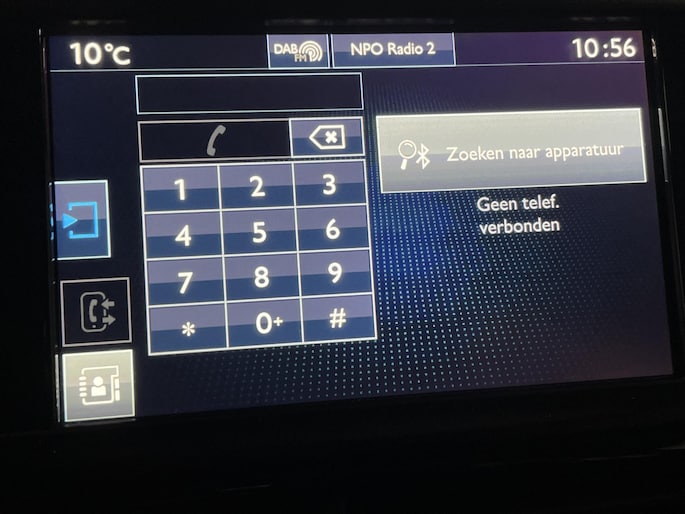 10°C
DAB
FM
NPO Radio 2
10:56
Zoeken naar apparatuur
Geen telef.
verbonden
1 2 3
4 5 6
7 8 9
* 0+ #